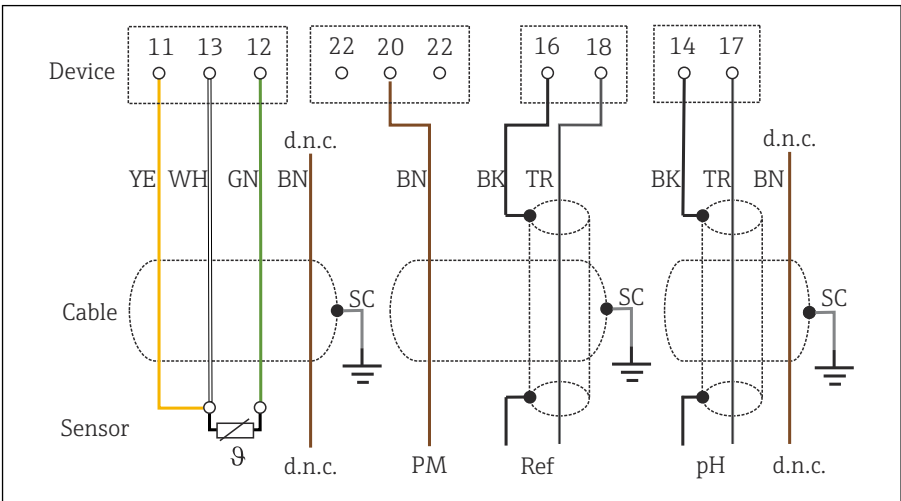 11 13 12 22 20 22 16 18 14 17
Device
d.n.c. d.n.c.
YE WH GN BN BN BK TR BK TR BN
Cable SC SC SC
Sensor
ϑ
d.n.c. PM Ref pH d.n.c.